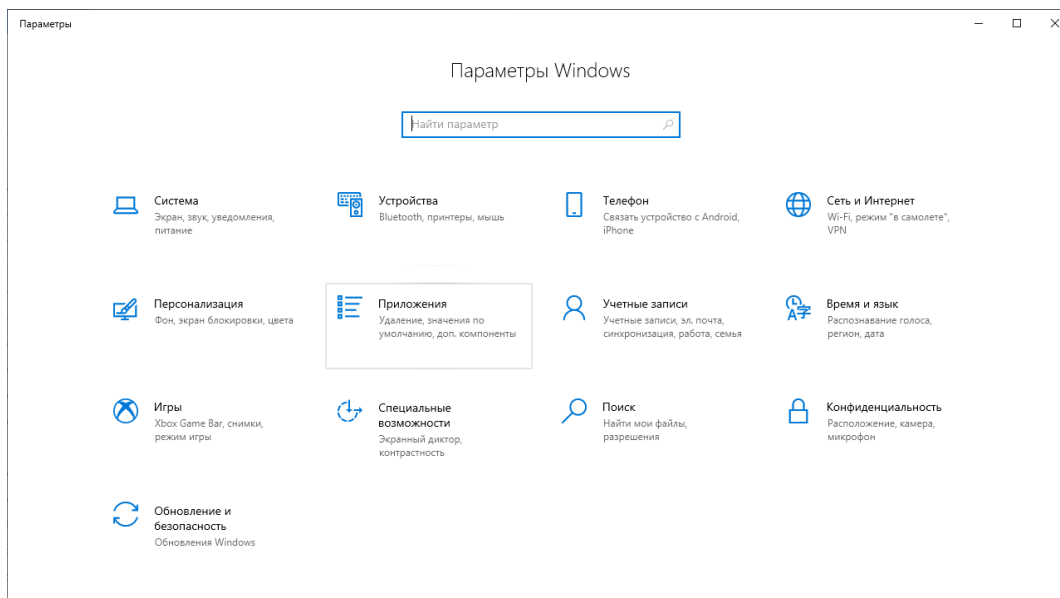 Параметры
Параметры Windows
Найти параметр
Система
Экран, звук, уведомления,
питание
Устройства
Bluetooth, принтеры, мышь
Телефон
Связать устройство с Android,
iPhone
Сеть и Интернет
Wi-Fi, режим "в самолете",
VPN
Персонализация
Фон, экран блокировки, цвета
Приложения
Удаление, значения по
умолчанию, доп. компоненты
Учетные записи
Учетные записи, эл. почта,
синхронизация, работа, семья
Время и язык
Распознавание голоса,
регион, дата
Игры
Xbox Game Bar, снимки,
режим игры
Специальные
возможности
Экранный диктор,
контрастность
Поиск
Найти мои файлы,
разрешения
Конфиденциальность
Расположение, камера,
микрофон
Обновление и
безопасность
Обновления Windows